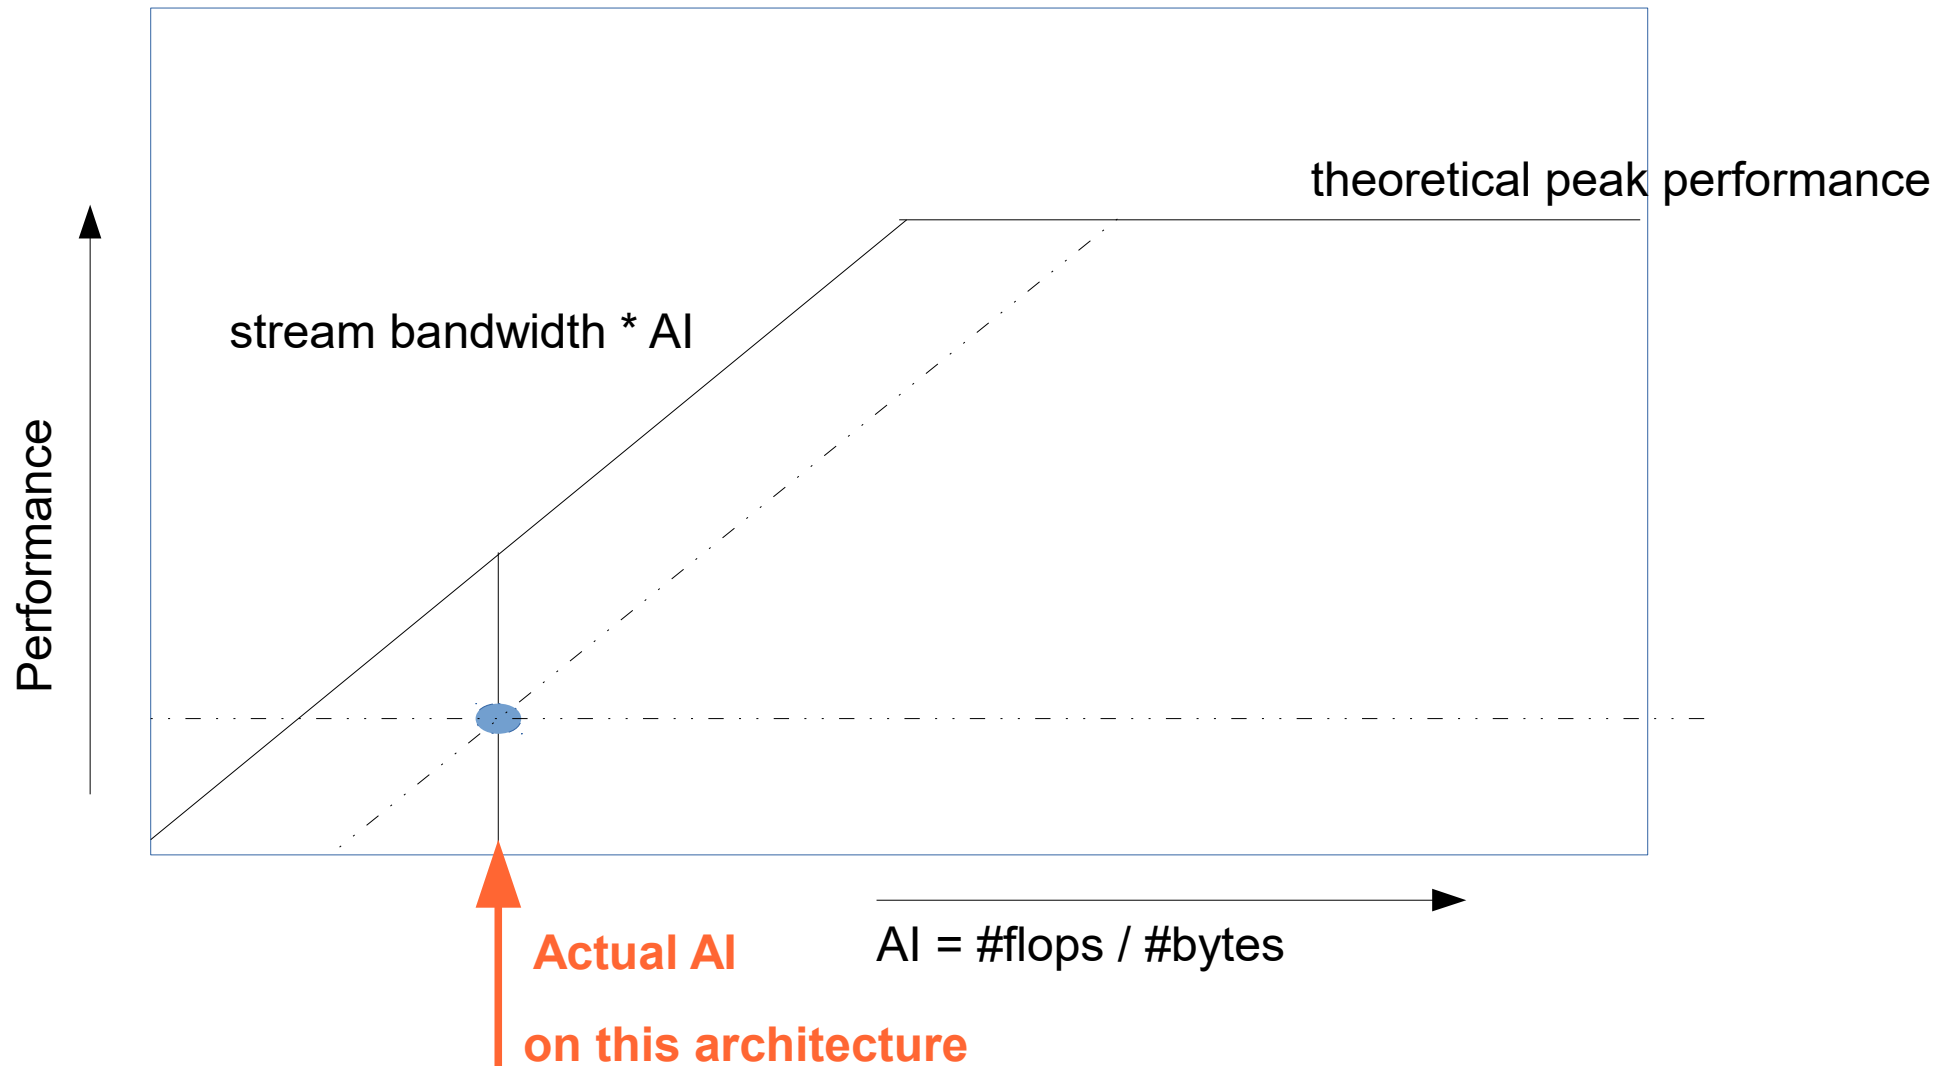 theoretical peak performance
stream bandwidth * AI
Performance
AI = #flops / #bytes
Actual AI
on this architecture